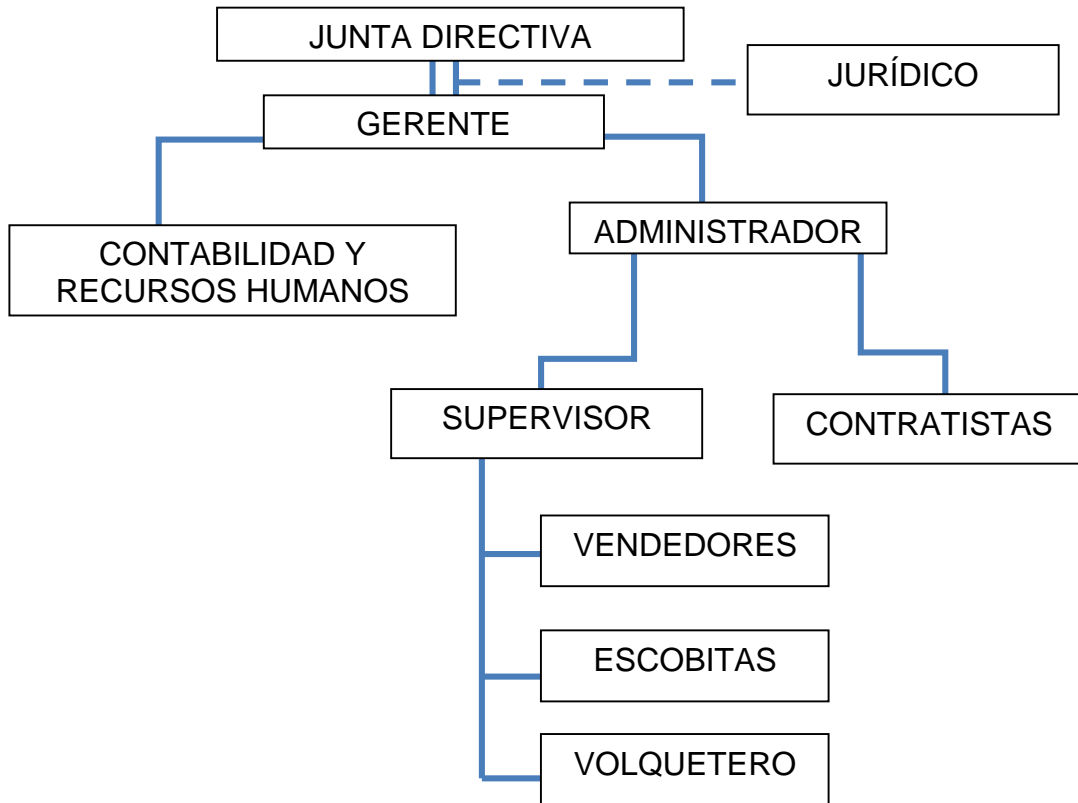 JUNTA DIRECTIVA
JURÍDICO
GERENTE
CONTABILIDAD Y
RECURSOS HUMANOS
ADMINISTRADOR
SUPERVISOR
CONTRATISTAS
VENDEDORES
ESCOBITAS
VOLQUETERO